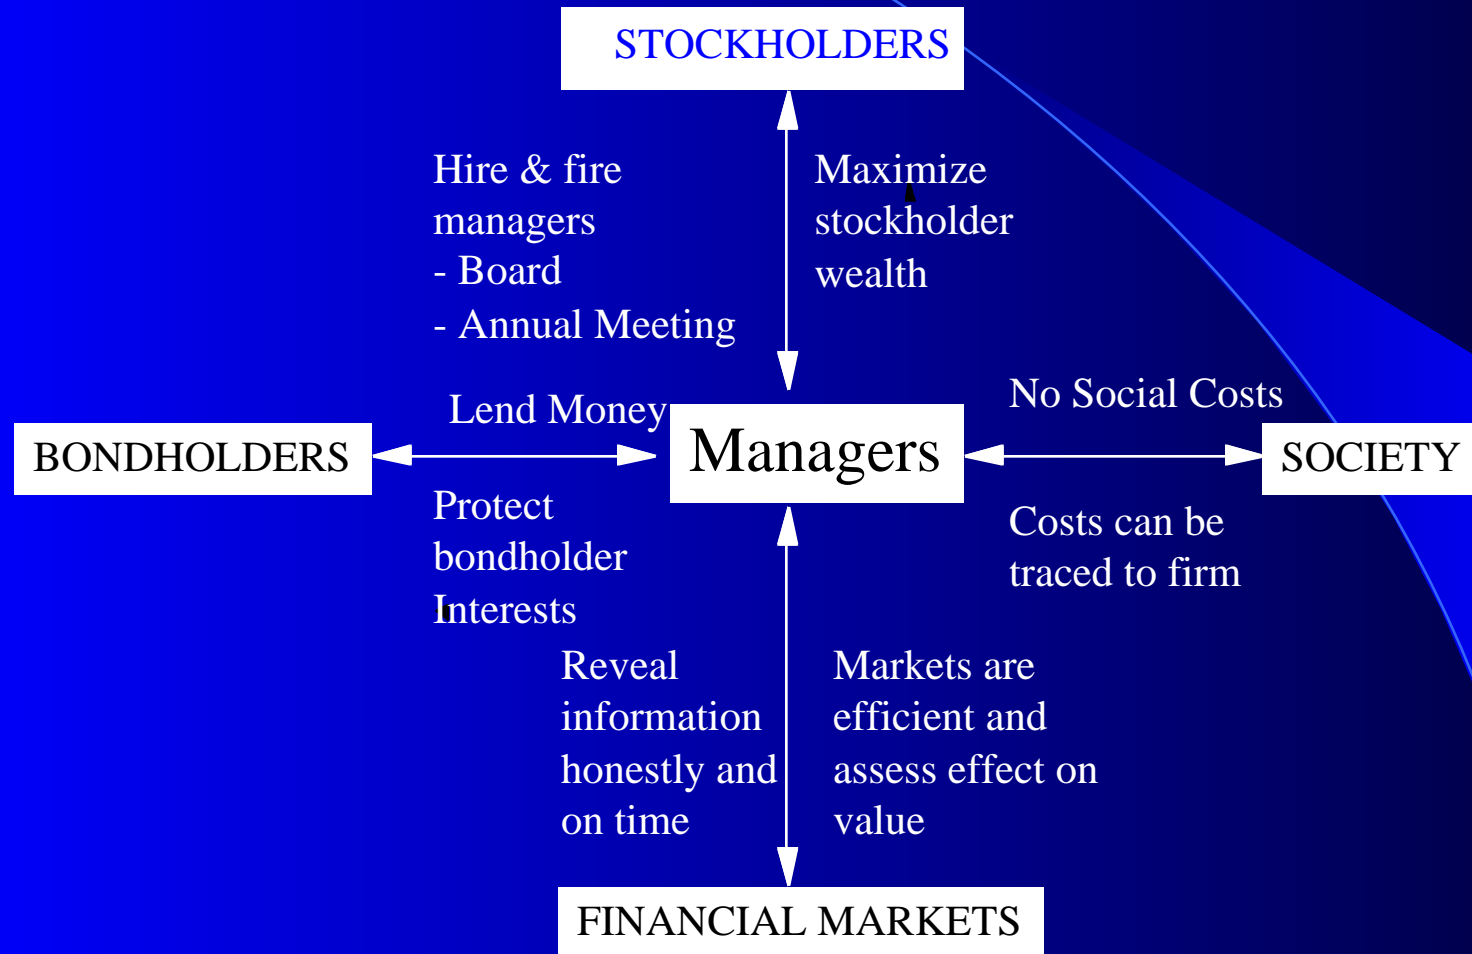 STOCKHOLDERS
Hire & fire
managers
- Board
- Annual Meeting
Maximize
stockholder
wealth
Lend Money
No Social Costs
BONDHOLDERS
Managers
SOCIETY
Protect
bondholder
Interests
Costs can be
traced to firm
Reveal
information
honestly and
on time
Markets are
efficient and
assess effect on
value
FINANCIAL MARKETS